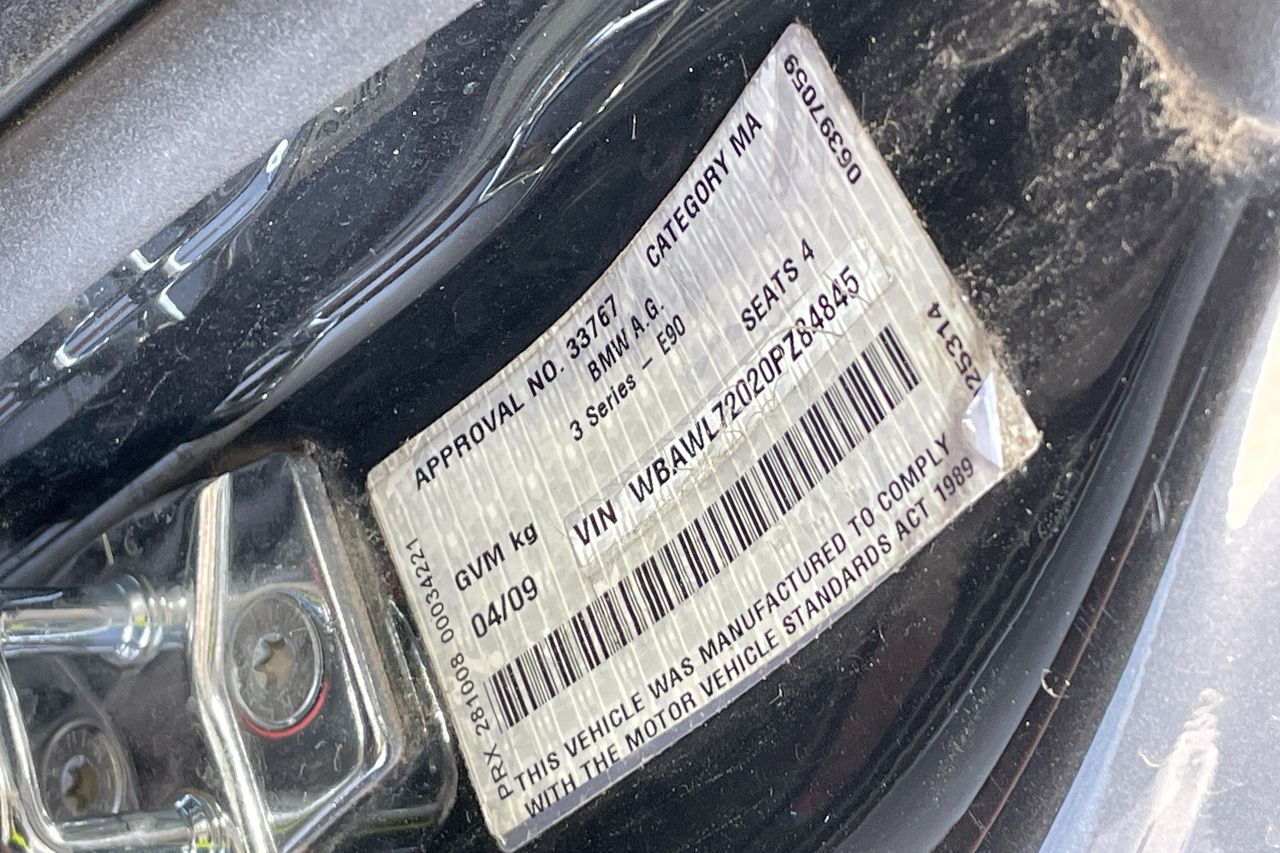 06397059
APPROVAL NO. 33767 CATEGORY MA
BMW A.G.
3 Series – E90
GVM kg SEATS 4
04/09 VIN WBAWL72020PZ84845
25314
PRX 281008 00034221
THIS VEHICLE WAS MANUFACTURED TO COMPLY
WITH THE MOTOR VEHICLE STANDARDS ACT 1989